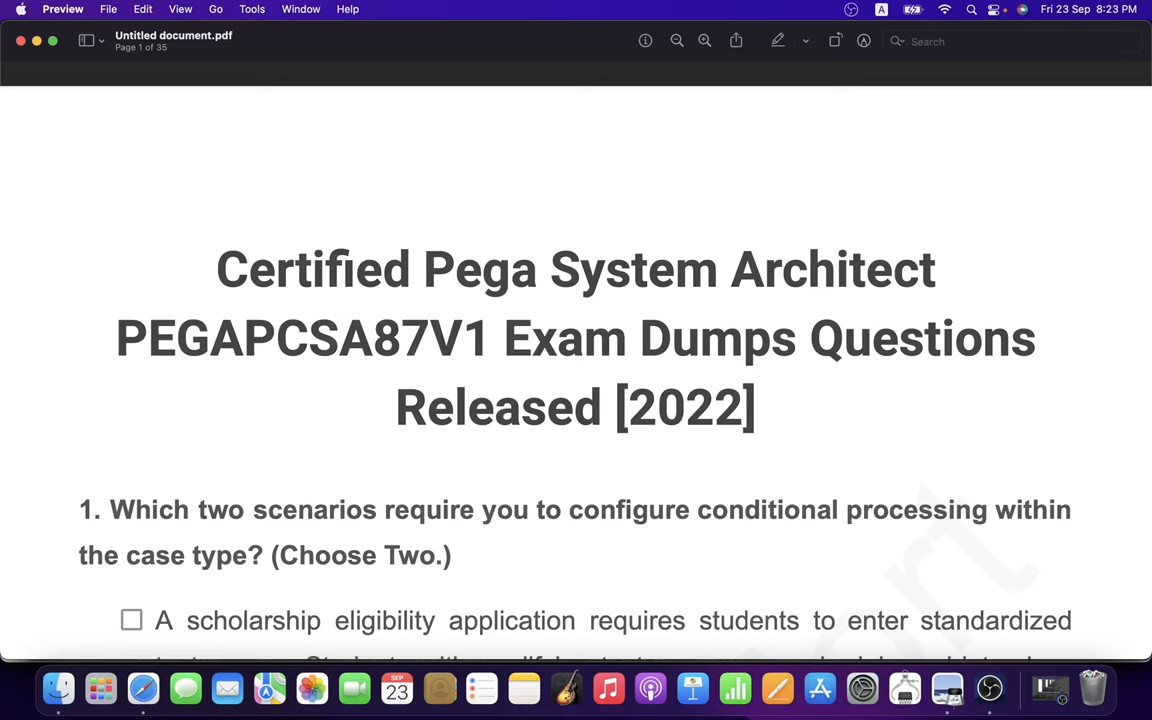 Preview File Edit View Go Tools Window Help A Fri 23 Sep 8:23 PM
Untitled document.pdf
Page 1 of 35
Search
Certified Pega System Architect
PEGAPCSA87V1 Exam Dumps Questions
Released [2022]
1. Which two scenarios require you to configure conditional processing within
the case type? (Choose Two.)
A scholarship eligibility application requires students to enter standardized
SEP
23